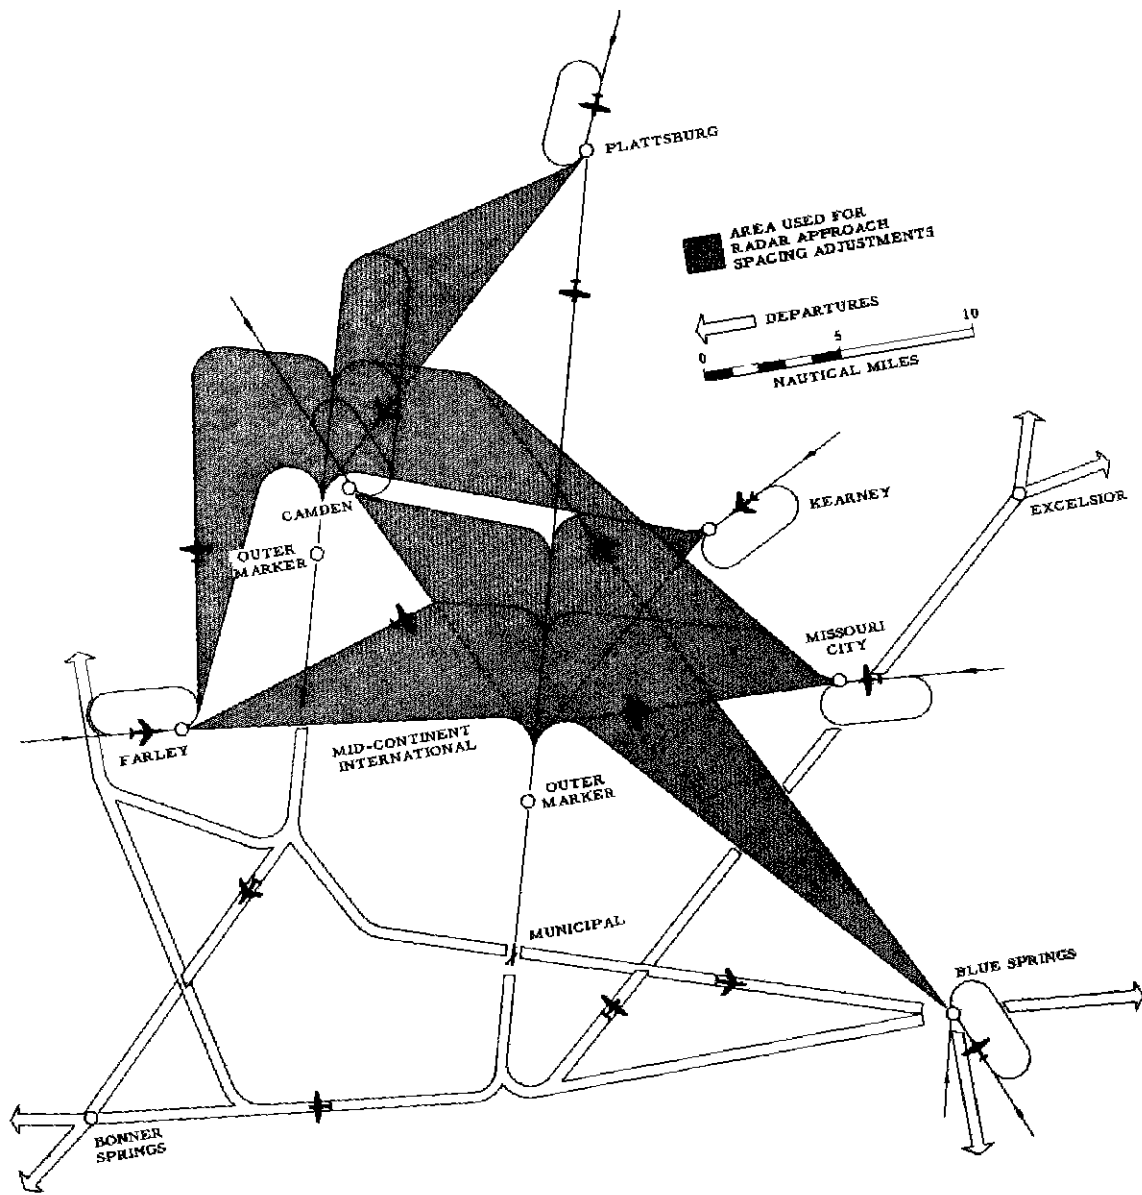 PLATTSBURG
AREA USED FOR
RADAR APPROACH
SPACING ADJUSTMENTS
DEPARTURES
0
5
10
NAUTICAL MILES
KEARNEY
EXCELSIOR
CAMDEN
OUTER
MARKER
MISSOURI
CITY
FARLEY
MID-CONTINENT
INTERNATIONAL
OUTER
MARKER
MUNICIPAL
BLUE SPRINGS
BONNER
SPRINGS